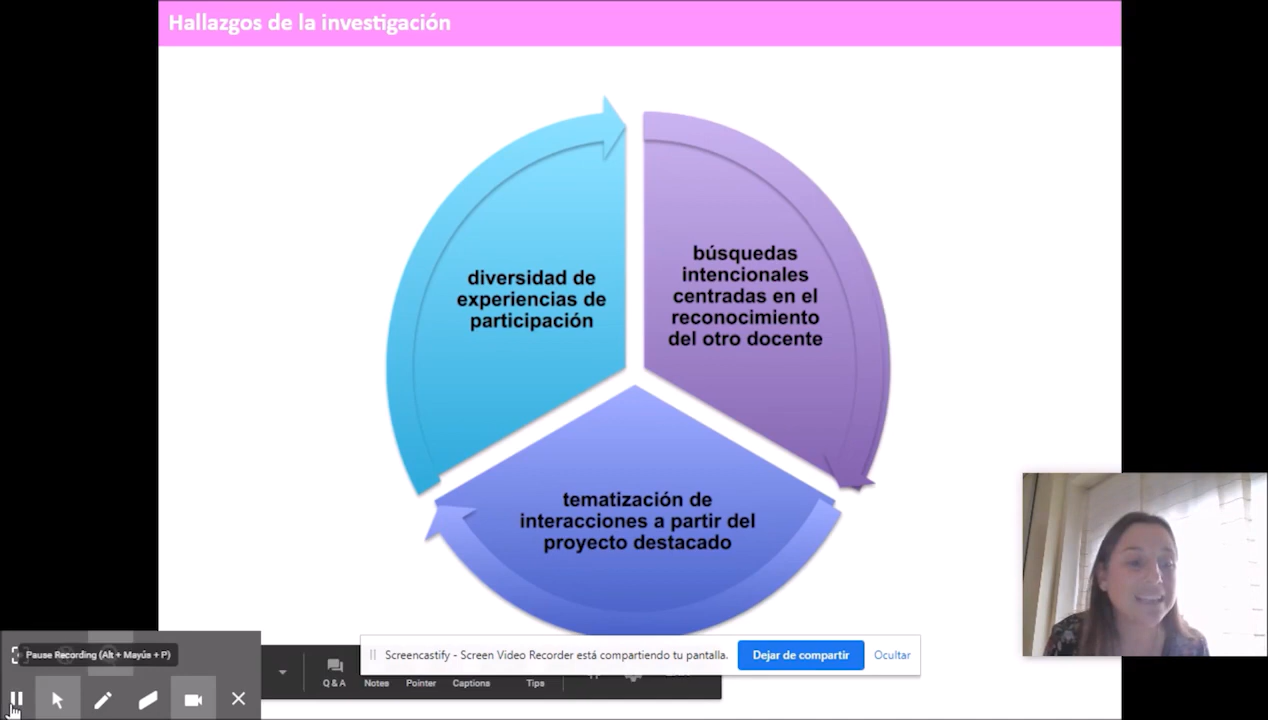 Hallazgos de la investigación
diversidad de
experiencias de
participación
búsquedas
intencionales
centradas en el
reconocimiento
del otro docente
tematización de
interacciones a partir del
proyecto destacado
Pause Recording (Alt + Mayús + P)
Screencastify - Screen Video Recorder está compartiendo tu pantalla.
Dejar de compartir
Ocultar
Q & A
Notes
Pointer
Captions
Tips